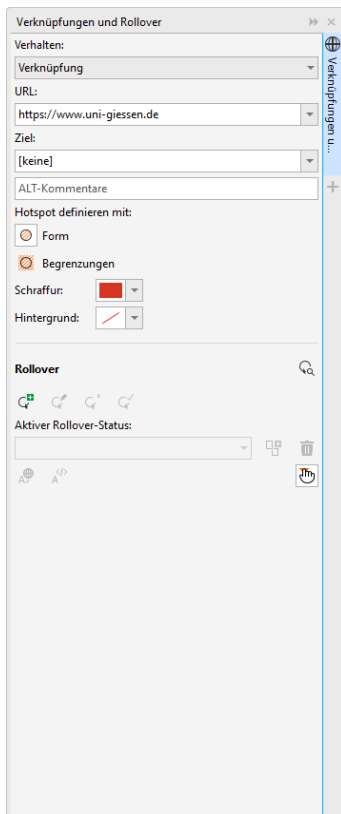 Verknüpfungen und Rollover
Verhalten:
Verknüpfung
URL:
https://www.uni-giessen.de
Ziel:
[keine]
ALT-Kommentare
Hotspot definieren mit:
Form
Begrenzungen
Schraffur:
Hintergrund:
Rollover
Aktiver Rollover-Status:
Verknüpfungen u...